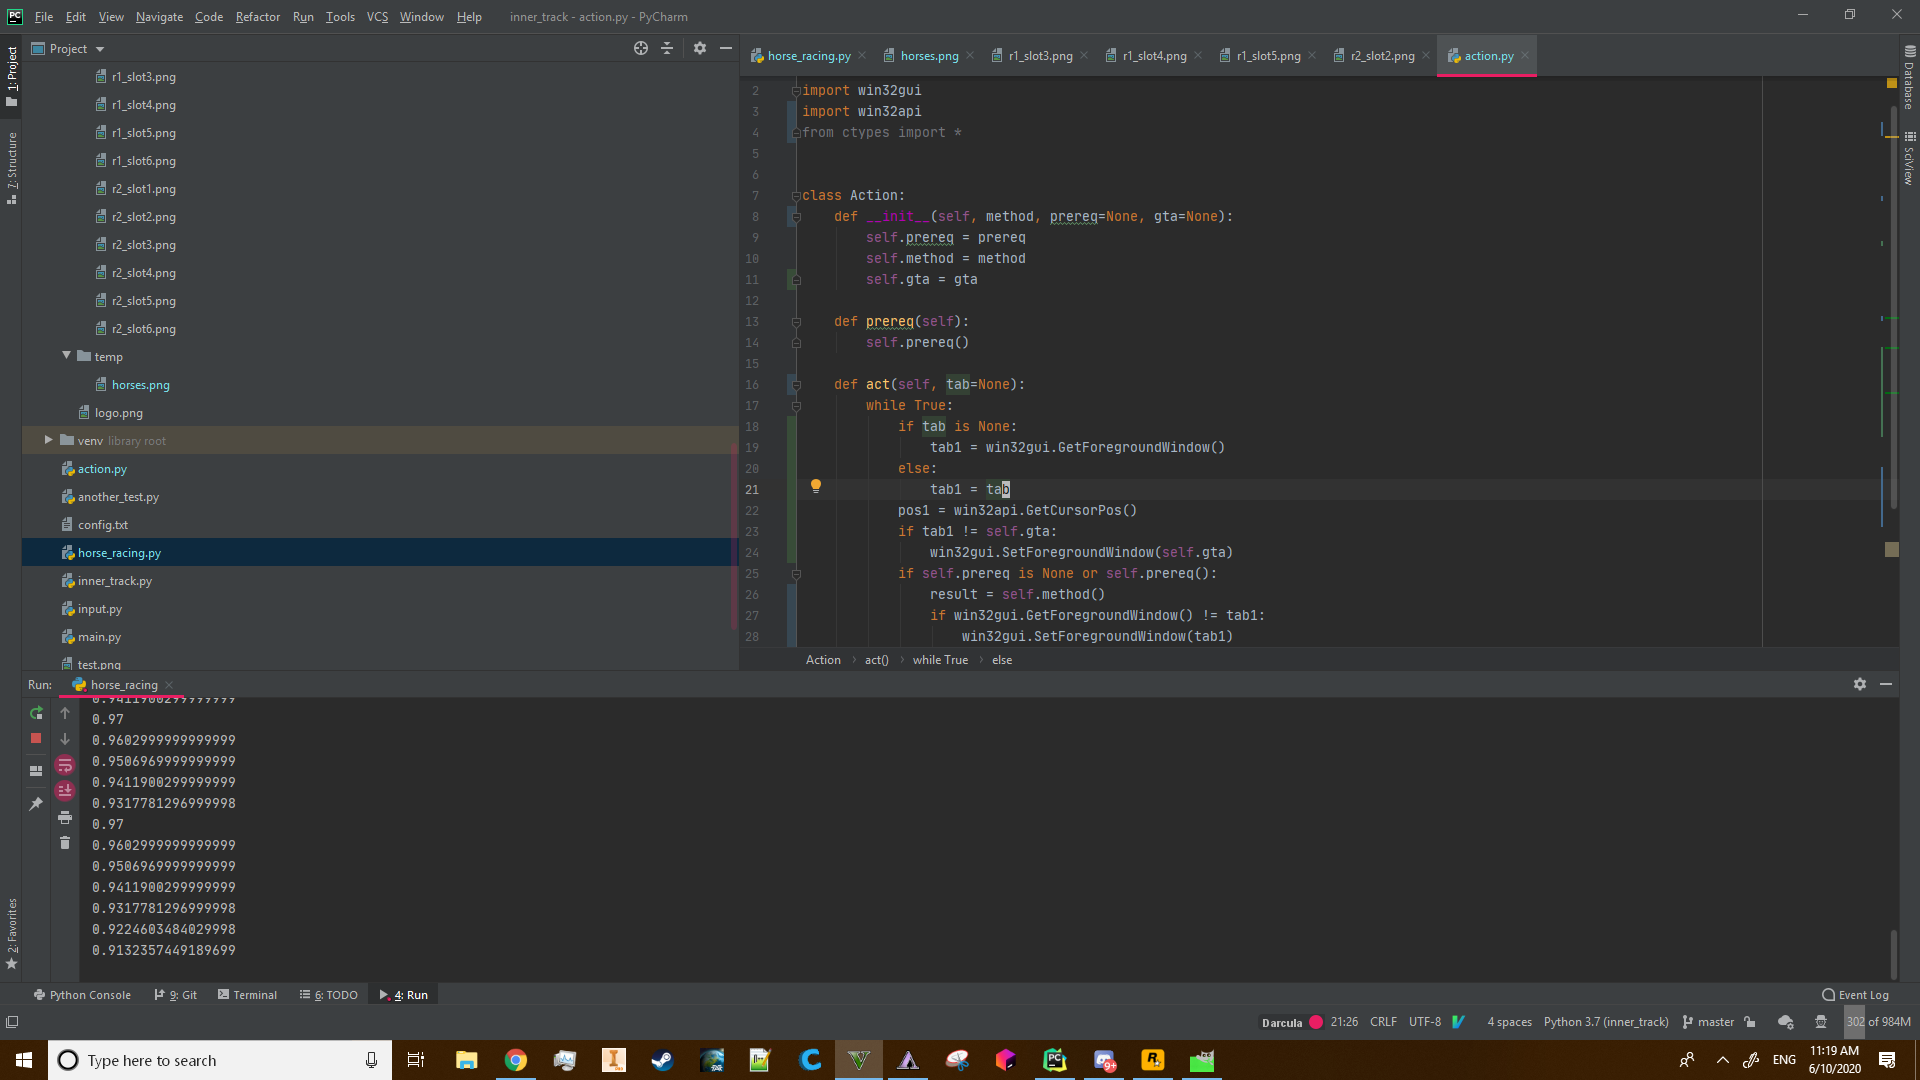 File Edit View Navigate Code Refactor Run Tools VCS Window Help inner_track - action.py - PyCharm
Project
1: Project
7: Structure
2: Favorites
r1_slot3.png
r1_slot4.png
r1_slot5.png
r1_slot6.png
r2_slot1.png
r2_slot2.png
r2_slot3.png
r2_slot4.png
r2_slot5.png
r2_slot6.png
temp
horses.png
logo.png
venv library root
action.py
another_test.py
config.txt
horse_racing.py
inner_track.py
input.py
main.py
test.png
horse_racing.py horses.png r1_slot3.png r1_slot4.png r1_slot5.png r2_slot2.png action.py
2 import win32gui
3 import win32api
4 from ctypes import *
5
6
7 class Action:
8 def __init__(self, method, prereq=None, gta=None):
9 self.prereq = prereq
10 self.method = method
11 self.gta = gta
12
13 def prereq(self):
14 self.prereq()
15
16 def act(self, tab=None):
17 while True:
18 if tab is None:
19 tab1 = win32gui.GetForegroundWindow()
20 else:
21 tab1 = tab
22 pos1 = win32api.GetCursorPos()
23 if tab1 != self.gta:
24 win32gui.SetForegroundWindow(self.gta)
25 if self.prereq is None or self.prereq():
26 result = self.method()
27 if win32gui.GetForegroundWindow() != tab1:
28 win32gui.SetForegroundWindow(tab1)
Action act() while True else
Database
SciView
Run: horse_racing
0.9411900299999999
0.97
0.9602999999999999
0.9506969999999999
0.9411900299999999
0.9317781296999998
0.97
0.9602999999999999
0.9506969999999999
0.9411900299999999
0.9317781296999998
0.9224603484029998
0.9132357449189699
Python Console 9: Git Terminal 6: TODO 4: Run Event Log
Darcula 21:26 CRLF UTF-8 4 spaces Python 3.7 (inner_track) master 302 of 984M
Type here to search
ENG
11:19 AM
6/10/2020